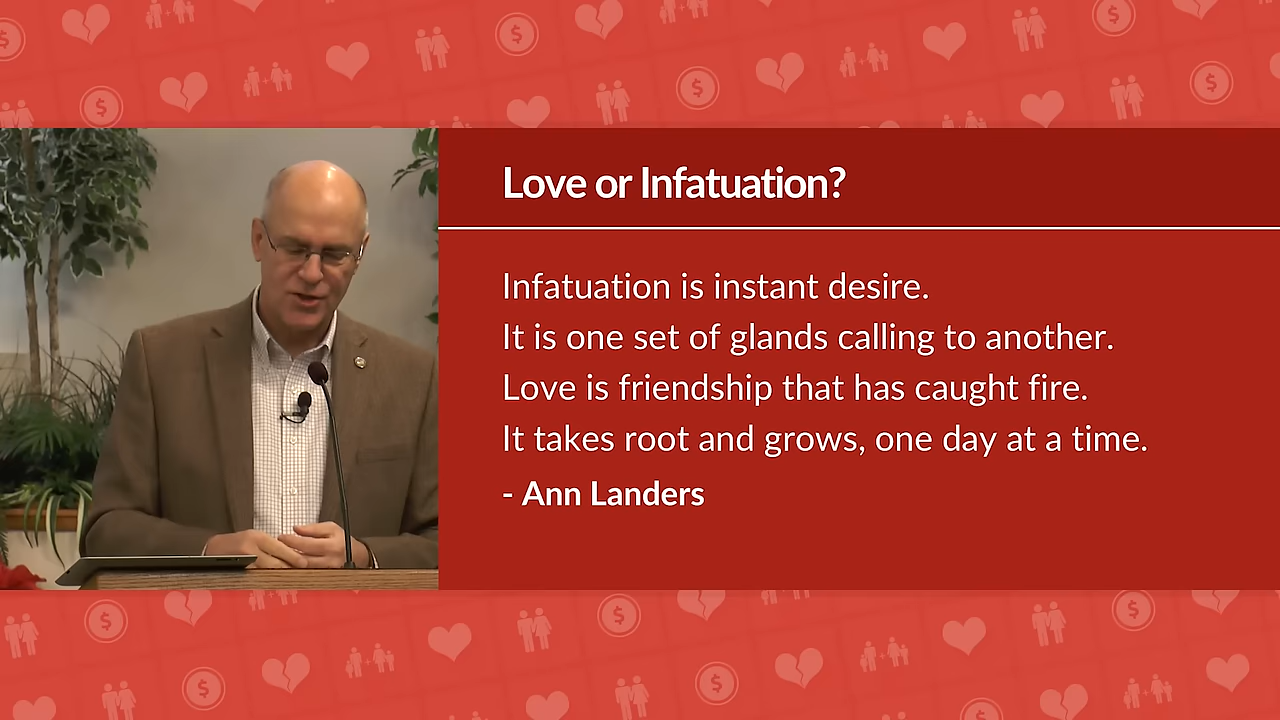 Love or Infatuation?
Infatuation is instant desire.
It is one set of glands calling to another.
Love is friendship that has caught fire.
It takes root and grows, one day at a time.
- Ann Landers